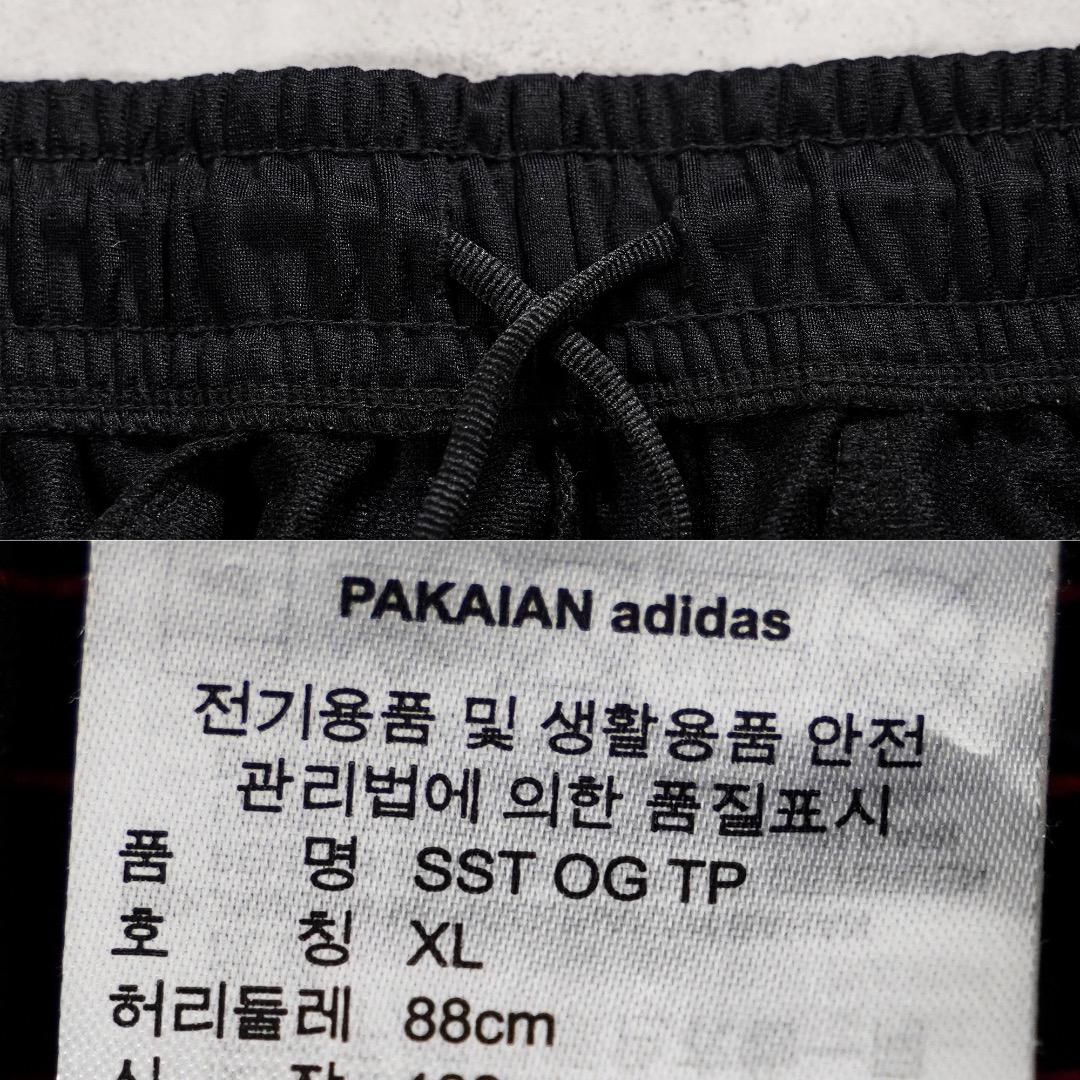 PAKAIAN adidas
전기용품 및 생활용품 안전
관리법에 의한 품질표시
품 명 SST OG TP
호 칭 XL
허리둘레 88cm